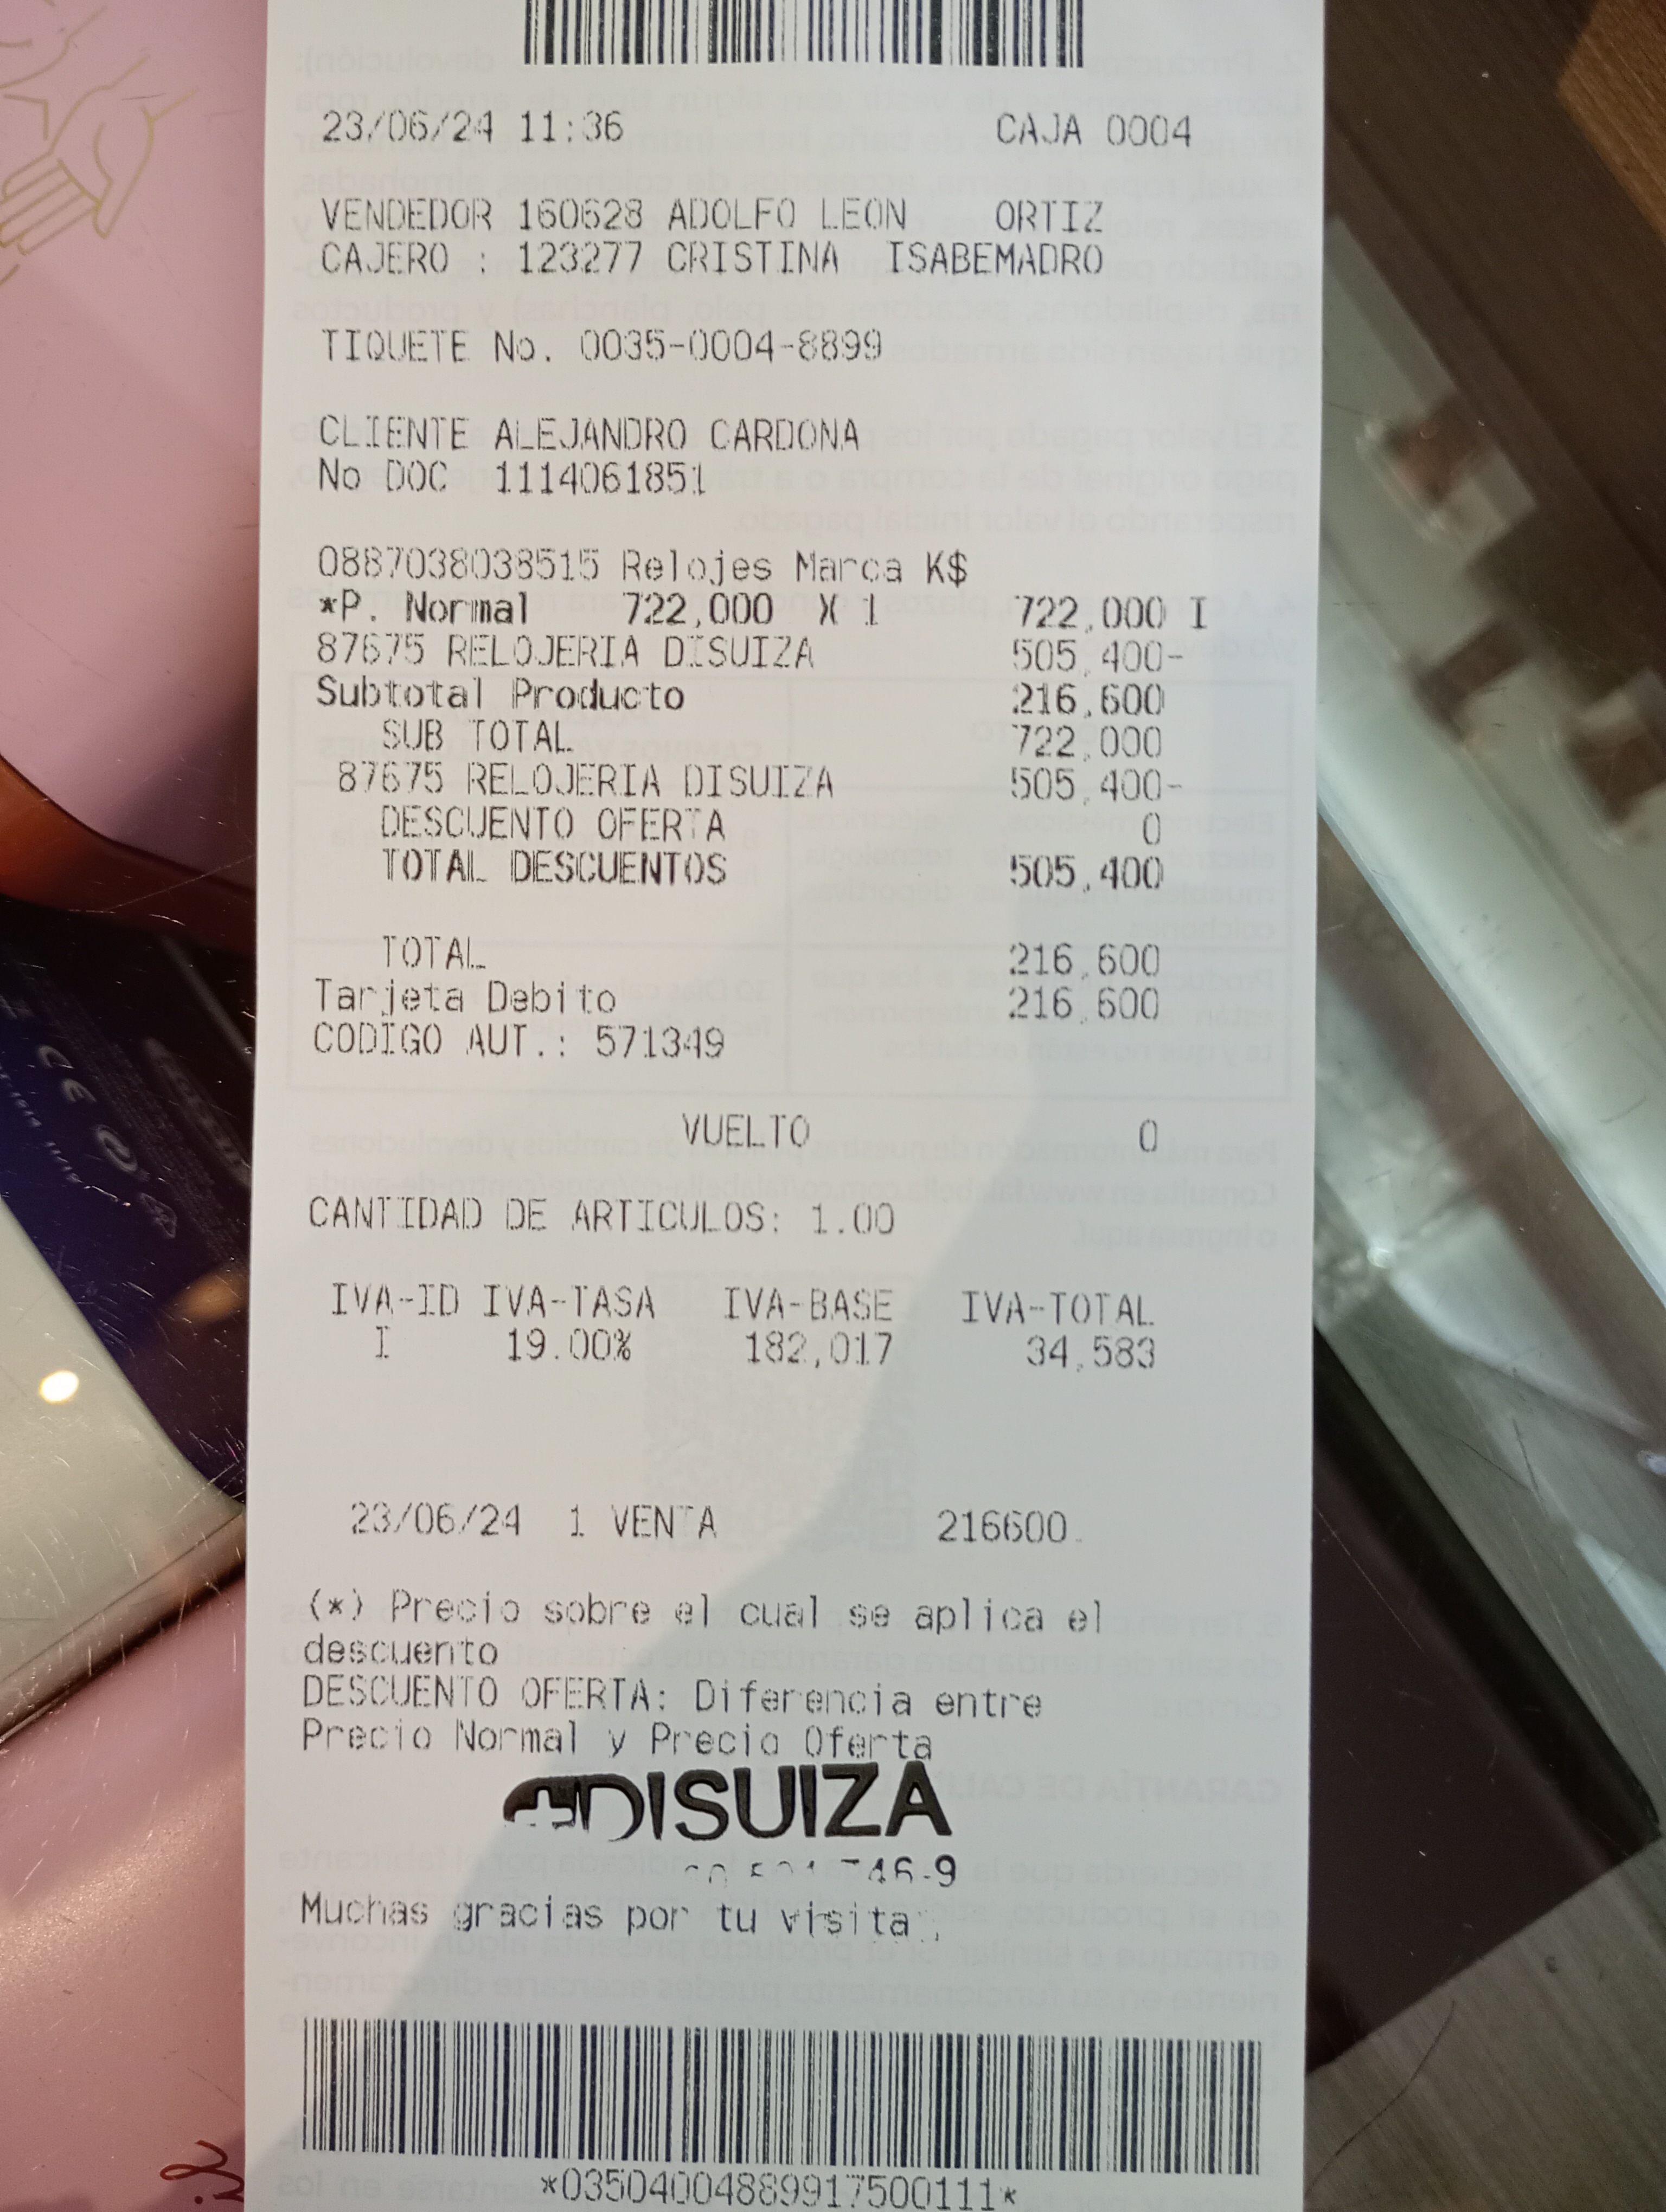 23/06/24 11:36 CAJA 0004
VENDEDOR 160628 ADOLFO LEON ORTIZ
CAJERO : 123277 CRISTINA ISABEMADRO
TIQUETE No. 0035-0004-8899
CLIENTE ALEJANDRO CARDONA
No DOC 1114061851
0887038038515 Relojes Marca K$
*P. Normal 722,000 X 1 722,000 I
87675 RELOJERIA DISUIZA 505,400-
Subtotal Producto 216,600
SUB TOTAL 722,000
87675 RELOJERIA DISUIZA 505,400-
DESCUENTO OFERTA 0
TOTAL DESCUENTOS 505,400
TOTAL 216,600
Tarjeta Debito 216,600
CODIGO AUT.: 571349
VUELTO 0
CANTIDAD DE ARTICULOS: 1.00
IVA-ID IVA-TASA IVA-BASE IVA-TOTAL
I 19.00% 182,017 34,583
23/06/24 1 VENTA 216600.
(*) Precio sobre el cual se aplica el
descuento
DESCUENTO OFERTA: Diferencia entre
Precio Normal y Precio Oferta
DISUIZA
Muchas gracias por tu visita
*03504004889917500111*